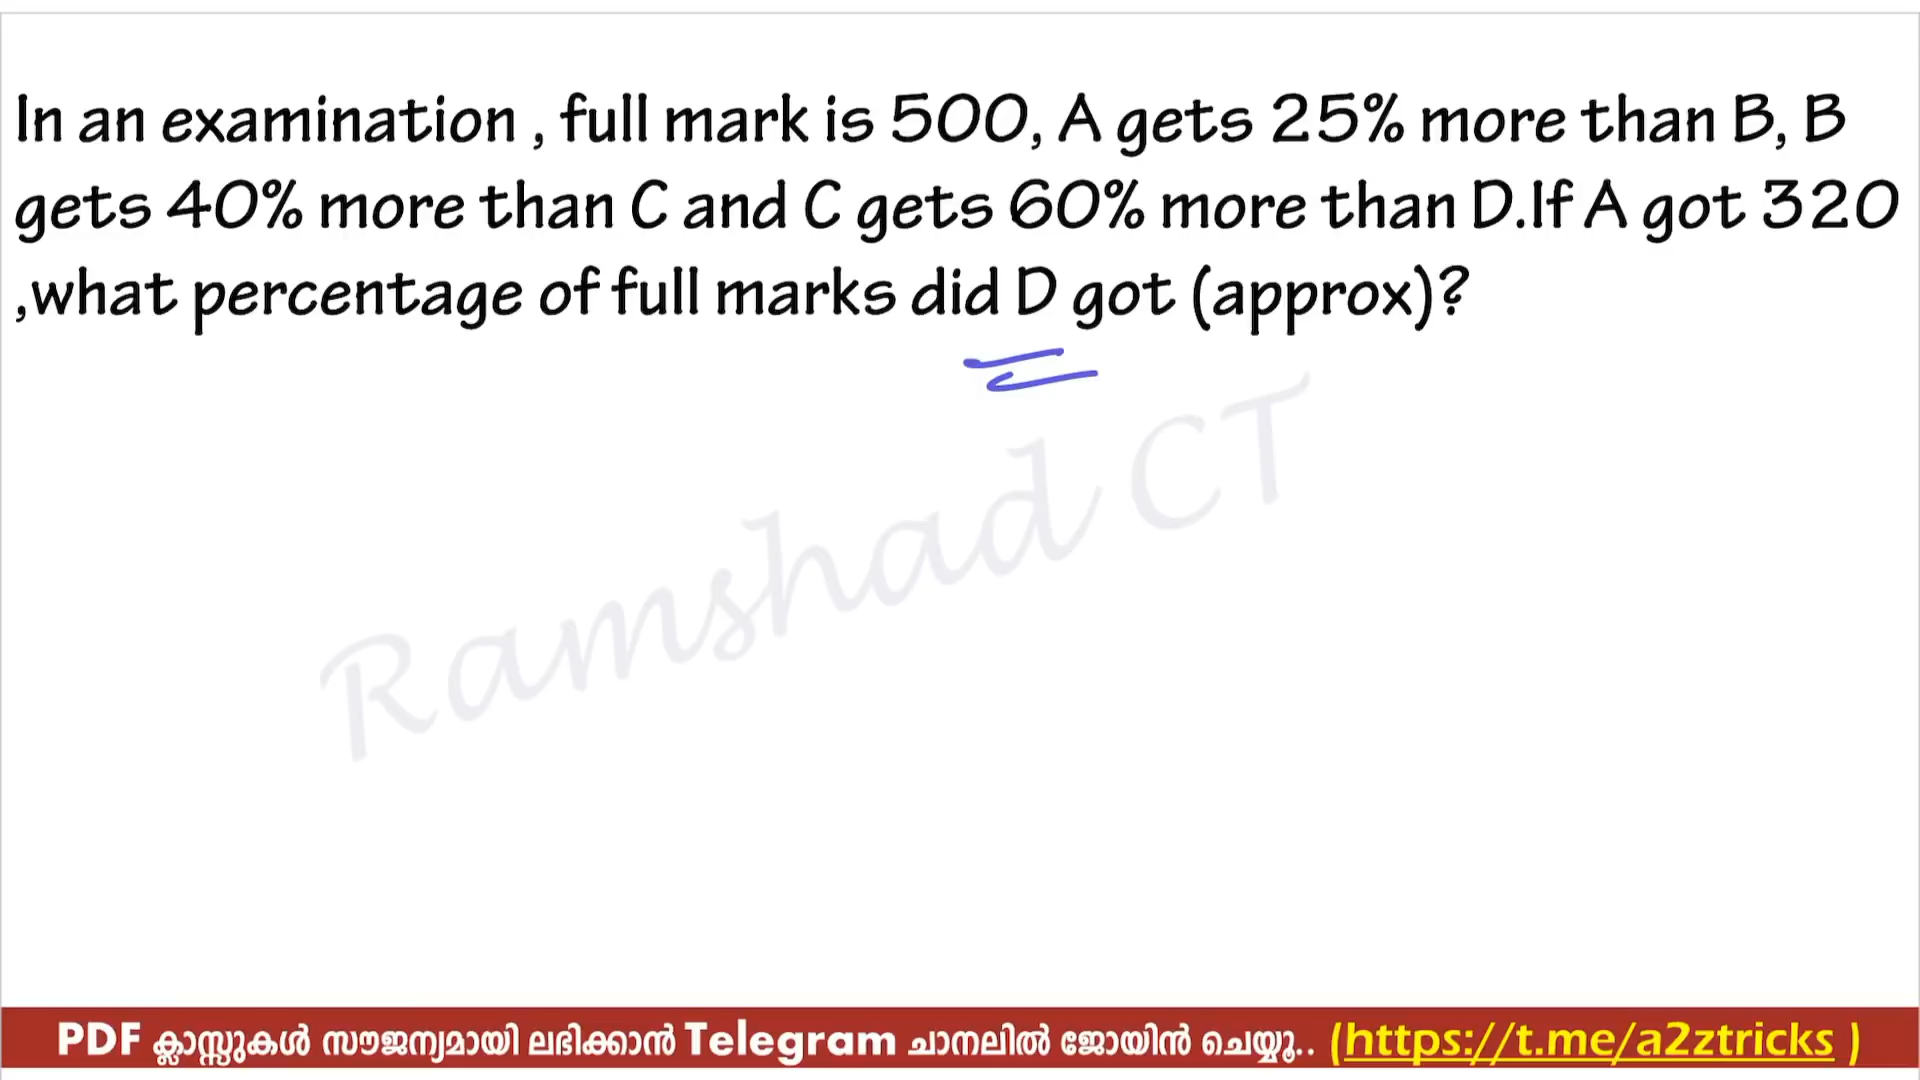 In an examination , full mark is 500, A gets 25% more than B, B
gets 40% more than C and C gets 60% more than D.If A got 320
,what percentage of full marks did D got (approx)?
Ramshad CT
PDF ക്ലാസ്സുകൾ സൗജന്യമായി ലഭിക്കാൻ Telegram ചാനലിൽ ജോയിൻ ചെയ്യൂ.. (https://t.me/a2ztricks )